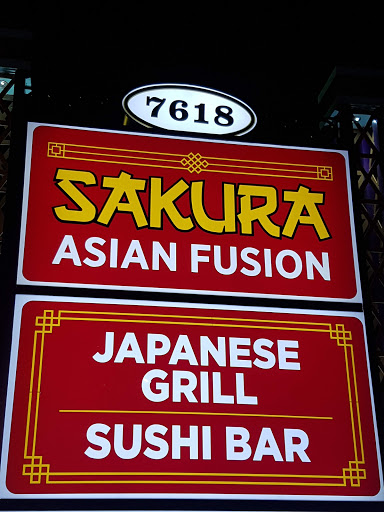 7618
SAKURA
ASIAN FUSION
JAPANESE
GRILL
SUSHI BAR